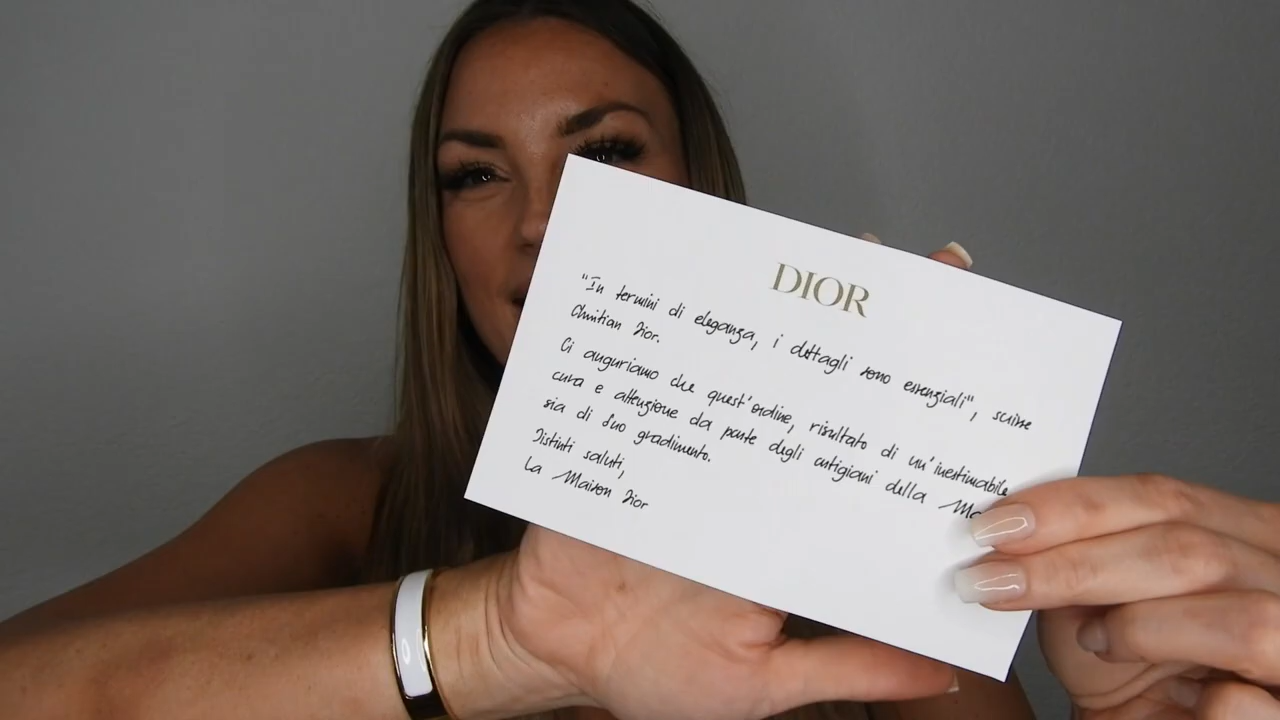 DIOR
"In termini di eleganza, i dettagli sono essenziali", scrive
Christian Dior.
Ci auguriamo che quest'ordine, risultato di un'inestimabile
cura e attenzione da parte degli artigiani della
sia di Suo gradimento.
Distinti saluti,
La Maison Dior